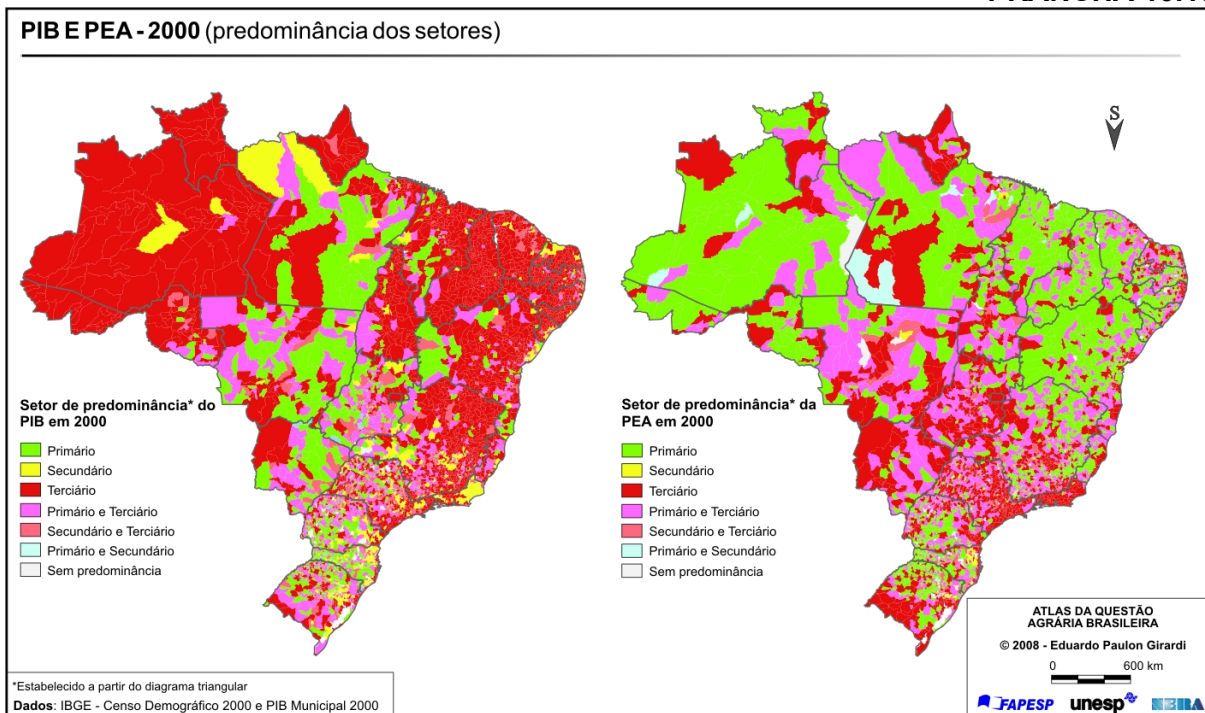 PIB E PEA - 2000 (predominância dos setores)
S
Setor de predominância* do
PIB em 2000
Primário
Secundário
Terciário
Primário e Terciário
Secundário e Terciário
Primário e Secundário
Sem predominância
Setor de predominância* da
PEA em 2000
Primário
Secundário
Terciário
Primário e Terciário
Secundário e Terciário
Primário e Secundário
Sem predominância
*Estabelecido a partir do diagrama triangular
Dados: IBGE - Censo Demográfico 2000 e PIB Municipal 2000
ATLAS DA QUESTÃO
AGRÁRIA BRASILEIRA
© 2008 - Eduardo Paulon Girardi
0 600 km
FAPESP unesp NERA